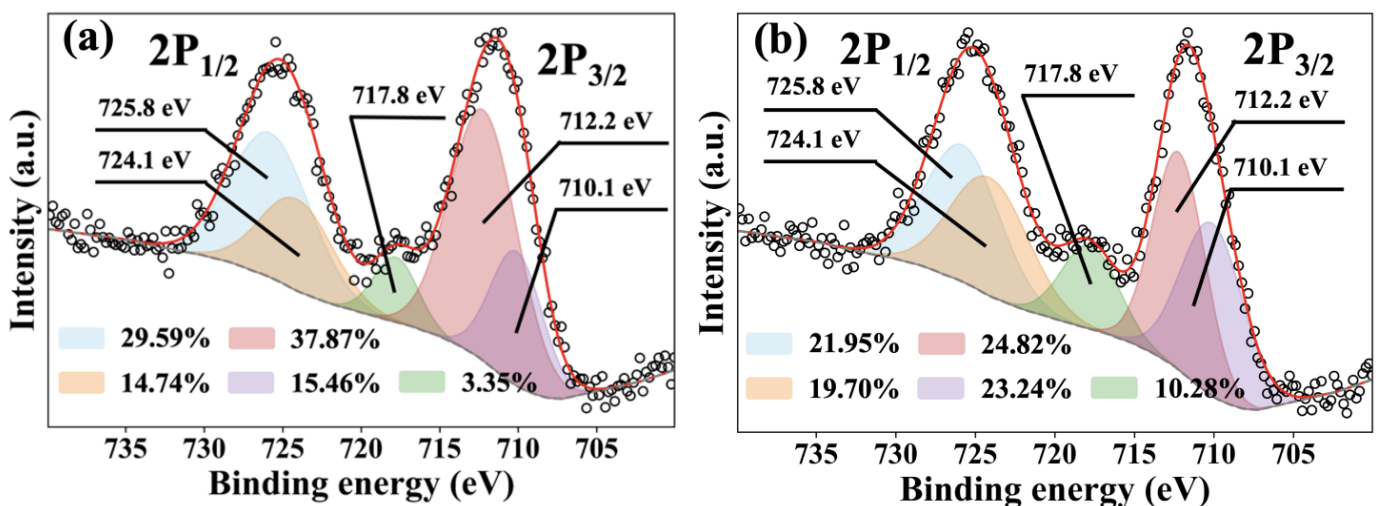 (a)
2P1/2
2P3/2
725.8 eV
717.8 eV
712.2 eV
724.1 eV
710.1 eV
29.59%
37.87%
14.74%
15.46%
3.35%
735 730 725 720 715 710 705
Binding energy (eV)
Intensity (a.u.)
(b)
2P1/2
2P3/2
725.8 eV
717.8 eV
712.2 eV
724.1 eV
710.1 eV
21.95%
24.82%
19.70%
23.24%
10.28%
735 730 725 720 715 710 705
Binding energy (eV)
Intensity (a.u.)